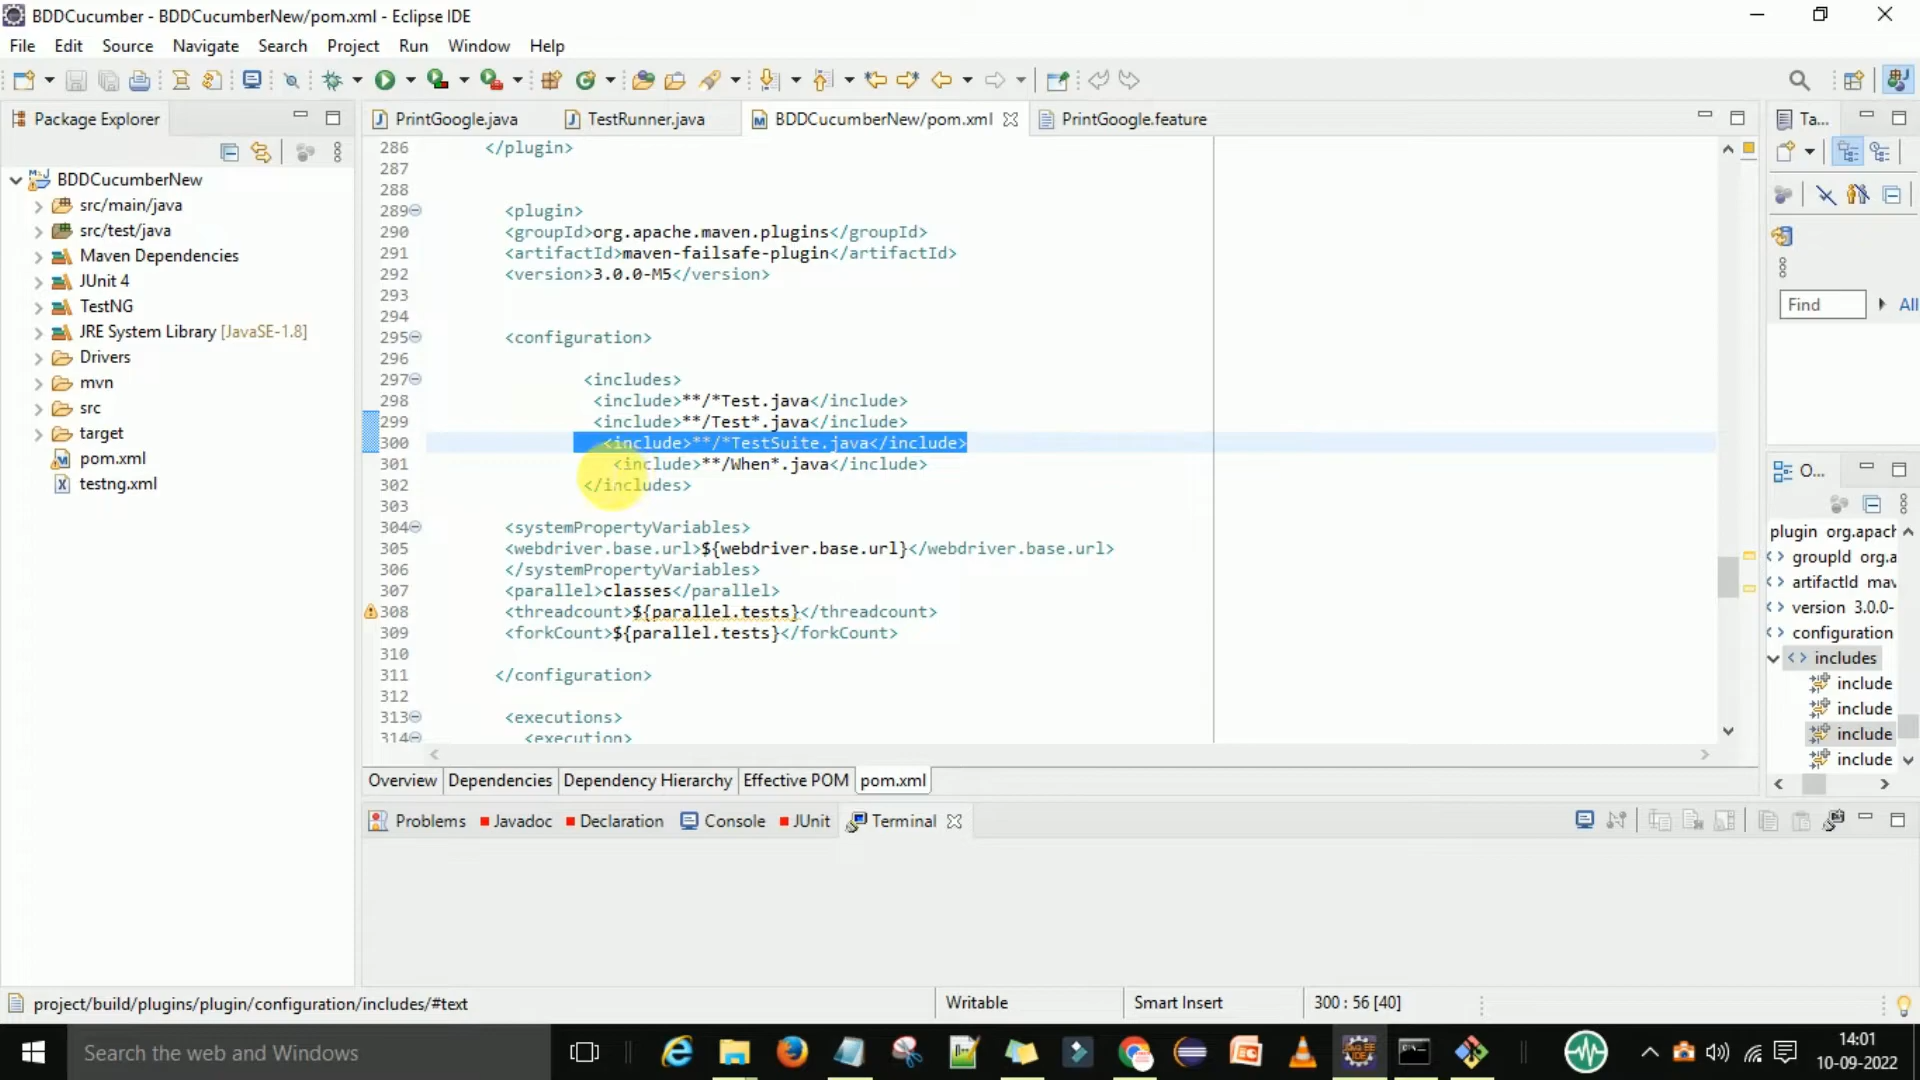 BDDCucumber - BDDCucumberNew/pom.xml - Eclipse IDE
File Edit Source Navigate Search Project Run Window Help
Package Explorer
PrintGoogle.java
TestRunner.java
BDDCucumberNew/pom.xml
PrintGoogle.feature
Ta...
BDDCucumberNew
src/main/java
src/test/java
Maven Dependencies
JUnit 4
TestNG
JRE System Library [JavaSE-1.8]
Drivers
mvn
src
target
pom.xml
testng.xml
286 </plugin>
287
288
289 <plugin>
290 <groupId>org.apache.maven.plugins</groupId>
291 <artifactId>maven-failsafe-plugin</artifactId>
292 <version>3.0.0-M5</version>
293
294
295 <configuration>
296
297 <includes>
298 <include>**/*Test.java</include>
299 <include>**/Test*.java</include>
300 <include>**/*TestSuite.java</include>
301 <include>**/When*.java</include>
302 </includes>
303
304 <systemPropertyVariables>
305 <webdriver.base.url>${webdriver.base.url}</webdriver.base.url>
306 </systemPropertyVariables>
307 <parallel>classes</parallel>
308 <threadcount>${parallel.tests}</threadcount>
309 <forkCount>${parallel.tests}</forkCount>
310
311 </configuration>
312
313 <executions>
314 <execution>
Find All
O...
plugin org.apach
groupId org.a
artifactId mav
version 3.0.0-
configuration
includes
include
include
include
include
Overview Dependencies Dependency Hierarchy Effective POM pom.xml
Problems Javadoc Declaration Console JUnit Terminal
project/build/plugins/plugin/configuration/includes/#text
Writable
Smart Insert
300 : 56 [40]
Search the web and Windows
14:01
10-09-2022